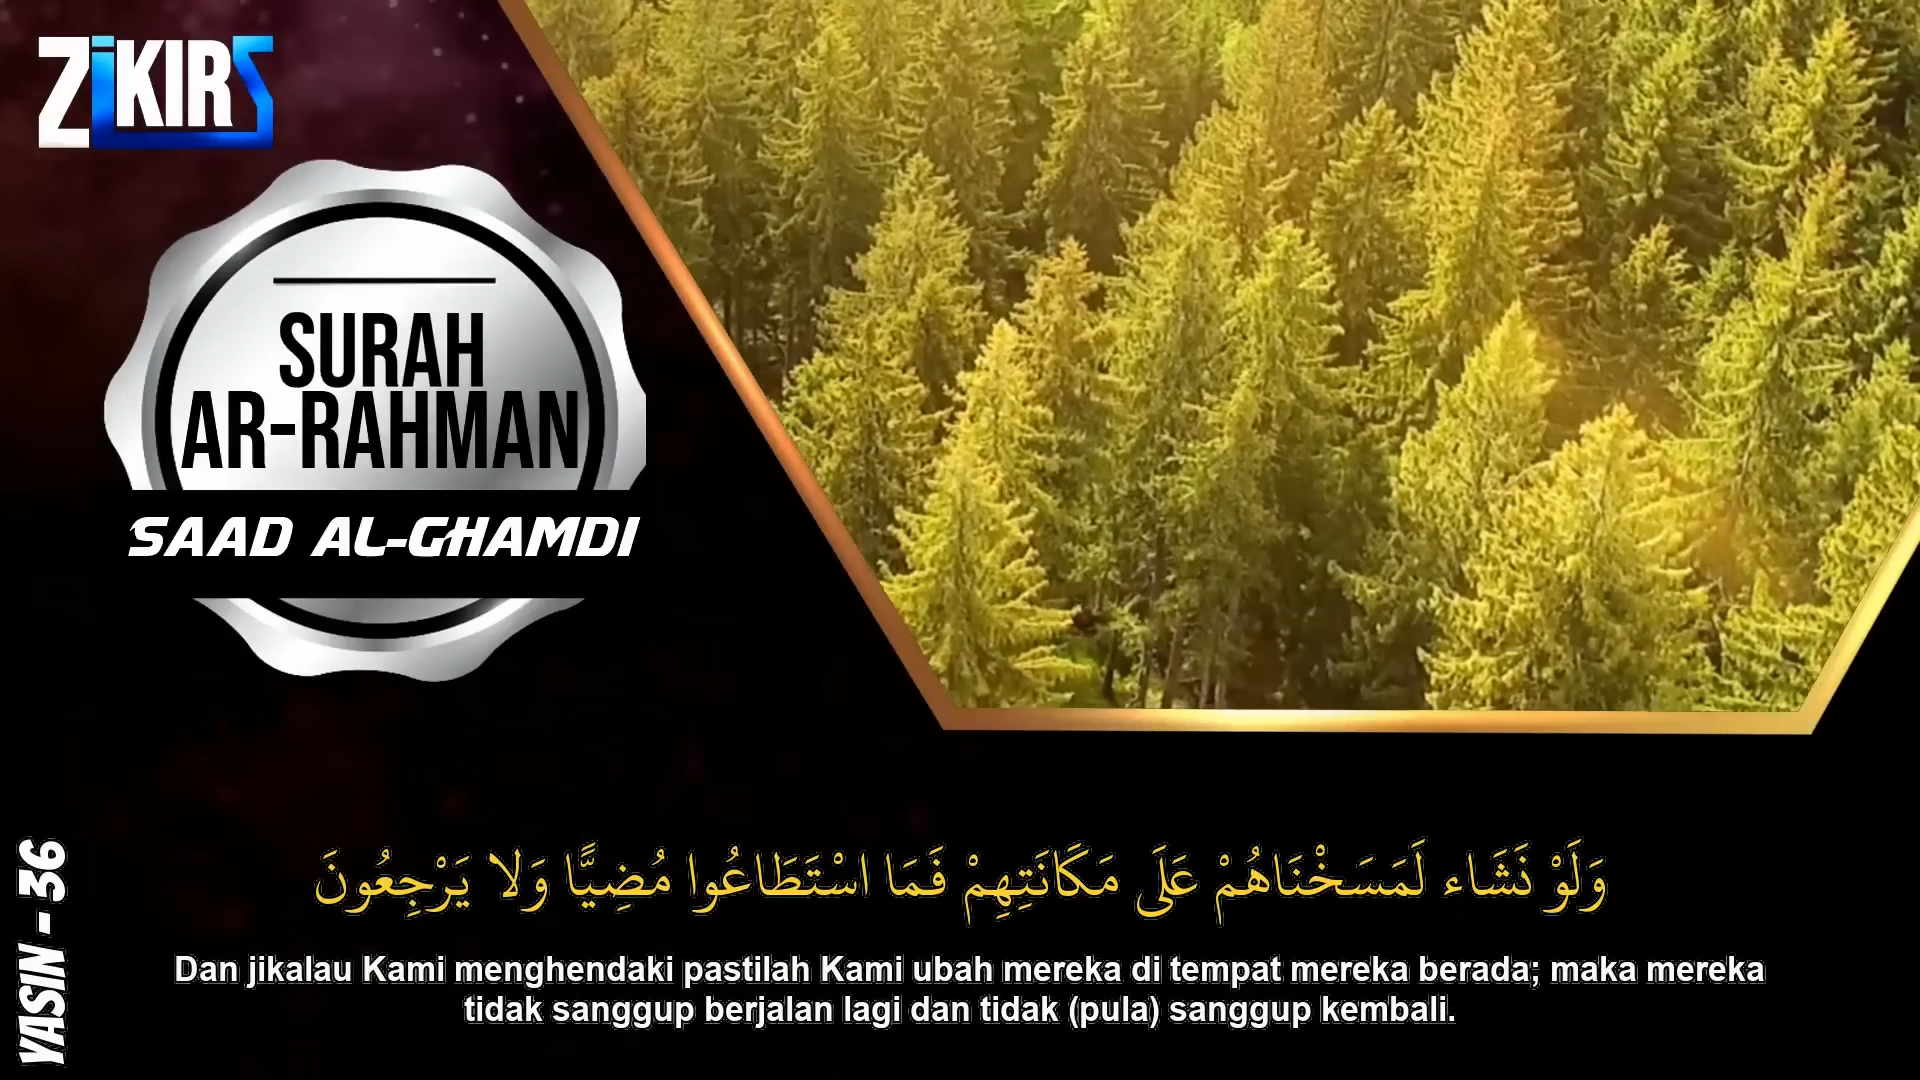 ZiKIRS
SURAH
AR-RAHMAN
SAAD AL-GHAMDI
YASIN - 36
وَلَوْ نَشَاء لَمَسَخْنَاهُمْ عَلَى مَكَانَتِهِمْ فَمَا اسْتَطَاعُوا مُضِيًّا وَلا يَرْجِعُونَ
Dan jikalau Kami menghendaki pastilah Kami ubah mereka di tempat mereka berada; maka mereka
tidak sanggup berjalan lagi dan tidak (pula) sanggup kembali.